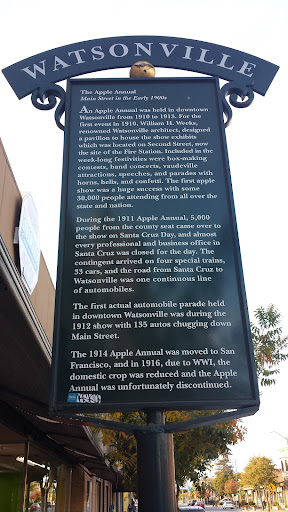 WATSONVILLE
The Apple Annual
Main Street in the Early 1900s
An Apple Annual was held in downtown
Watsonville from 1910 to 1913. For the
first events in 1910, William H. Weeks,
renowned Watsonville architect, designed
a pavilion to house the show exhibits
which was located on Second Street, now
the site of the Fire Station. Included in the
week-long festivities were box-making
contests, band concerts, vaudeville
attractions, speeches, and parades with
horns, bells, and confetti. The first apple
show was a huge success with some
30,000 people attending from all over the
state and nation.
During the 1911 Apple Annual, 5,000
people from the county seat came over to
the show on Santa Cruz Day, and almost
every professional and business office in
Santa Cruz was closed for the day. The
contingent arrived on four special trains,
33 cars, and the road from Santa Cruz to
Watsonville was one continuous line
of automobiles.
The first actual automobile parade held
in downtown Watsonville was during the
1912 show with 135 autos chugging down
Main Street.
The 1914 Apple Annual was moved to San
Francisco, and in 1916, due to WWI, the
domestic crop was reduced and the Apple
Annual was unfortunately discontinued.